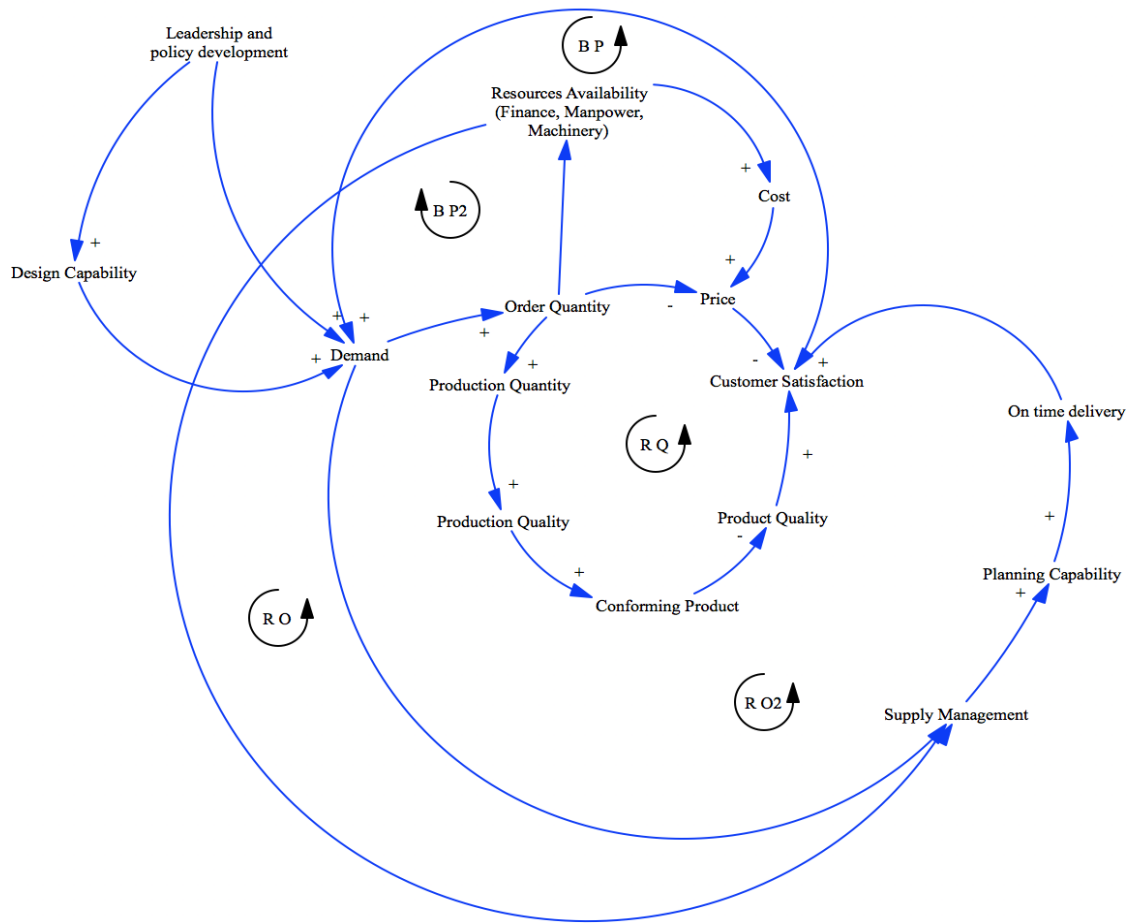 Leadership and
policy development
B P
Resources Availability
(Finance, Manpower,
Machinery)
+
Cost
B P2
+
Design Capability
+
Order Quantity
Price
-
+
+
+
+
Demand
+
-
+
Production Quantity
Customer Satisfaction
On time delivery
R Q
+
+
Production Quality
Product Quality
+
-
+
Planning Capability
+
Conforming Product
R O
R O2
Supply Management